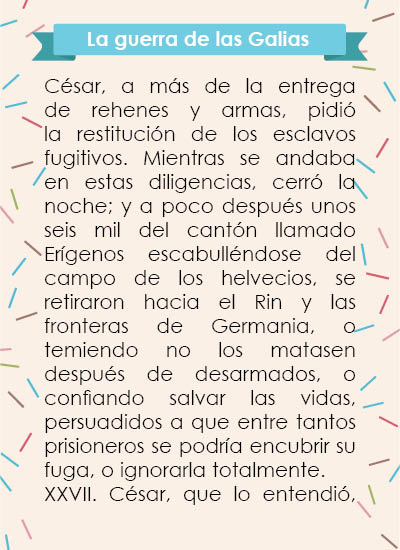 La guerra de las Galias
César, a más de la entrega
de rehenes y armas, pidió
la restitución de los esclavos
fugitivos. Mientras se andaba
en estas diligencias, cerró la
noche; y a poco después unos
seis mil del cantón llamado
Erígenos escabulléndose del
campo de los helvecios, se
retiraron hacia el Rin y las
fronteras de Germania, o
temiendo no los matasen
después de desarmados, o
confiando salvar las vidas,
persuadidos a que entre tantos
prisioneros se podría encubrir su
fuga, o ignorarla totalmente.
XXVII. César, que lo entendió,